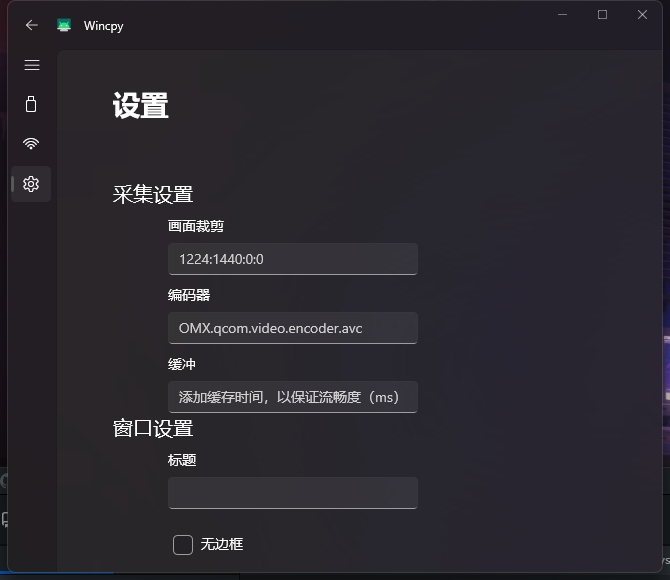 Wincpy
设置
采集设置
画面裁剪
1224:1440:0:0
编码器
OMX.qcom.video.encoder.avc
缓冲
添加缓存时间，以保证流畅度（ms）
窗口设置
标题
无边框